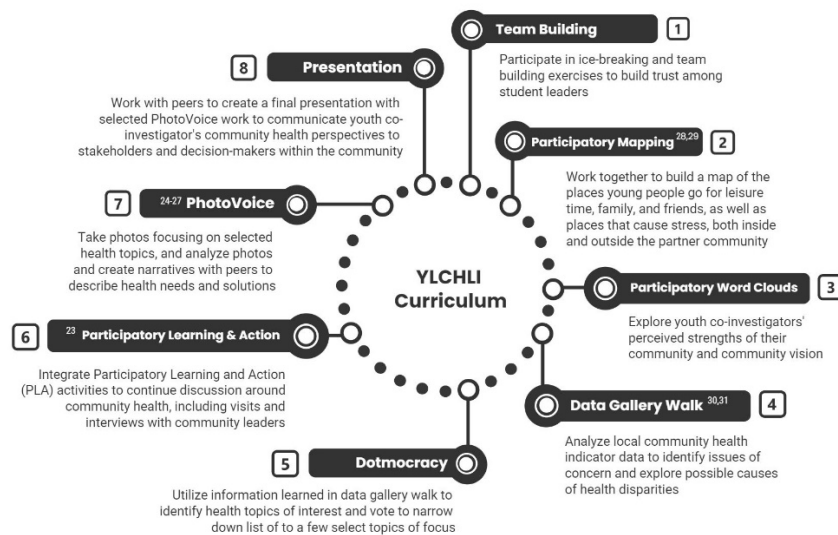 Team Building
1
Participate in ice-breaking and team
building exercises to build trust among
student leaders
Participatory Mapping 28,29
2
Work together to build a map of the
places young people go for leisure
time, family, and friends, as well as
places that cause stress, both inside
and outside the partner community
Participatory Word Clouds
3
Explore youth co-investigators'
perceived strengths of their
community and community vision
Data Gallery Walk 30,31
4
Analyze local community health
indicator data to identify issues of
concern and explore possible causes
of health disparities
5
Dotmocracy
Utilize information learned in data gallery walk to
identify health topics of interest and vote to narrow
down list of to a few select topics of focus
6
23 Participatory Learning & Action
Integrate Participatory Learning and Action
(PLA) activities to continue discussion around
community health, including visits and
interviews with community leaders
7
24-27 PhotoVoice
Take photos focusing on selected
health topics, and analyze photos
and create narratives with peers to
describe health needs and solutions
8
Presentation
Work with peers to create a final presentation with
selected PhotoVoice work to communicate youth co-
investigator's community health perspectives to
stakeholders and decision-makers within the community
YLCHLI
Curriculum